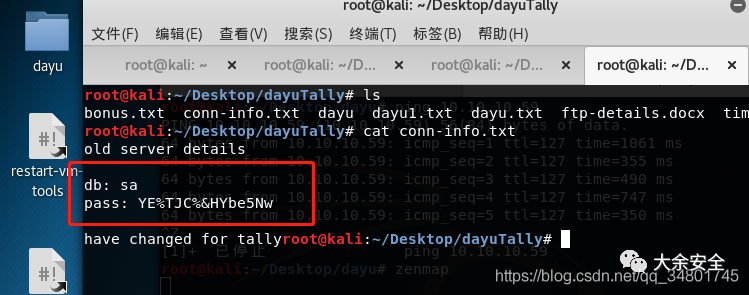 root@kali: ~/Desktop/dayuTally
文件(F) 编辑(E) 查看(V) 搜索(S) 终端(T) 标签(B) 帮助(H)
root@kali: ~ × root@kali: ~/D... × root@kali: ~/D... × root@kali: ~/D... ×
dayu
restart-vm-tools
root@kali:~/Desktop/dayuTally# ls
bonus.txt conn-info.txt dayu dayu1.txt dayu.txt ftp-details.docx tim
root@kali:~/Desktop/dayuTally# cat conn-info.txt
old server details
64 bytes from 10.10.10.59: icmp_seq=1 ttl=127 time=1061 ms
64 bytes from 10.10.10.59: icmp_seq=2 ttl=127 time=355 ms
db: sa
64 bytes from 10.10.10.59: icmp_seq=3 ttl=127 time=490 ms
pass: YE%TJC%&HYbe5Nw
64 bytes from 10.10.10.59: icmp_seq=4 ttl=127 time=747 ms
64 bytes from 10.10.10.59: icmp_seq=5 ttl=127 time=350 ms
have changed for tallyroot@kali:~/Desktop/dayuTally#
[1]+ 已停止 ping 10.10.10.59
root@kali:~/Desktop/dayu# zenmap
大余安全
https://blog.csdn.net/qq_34801745